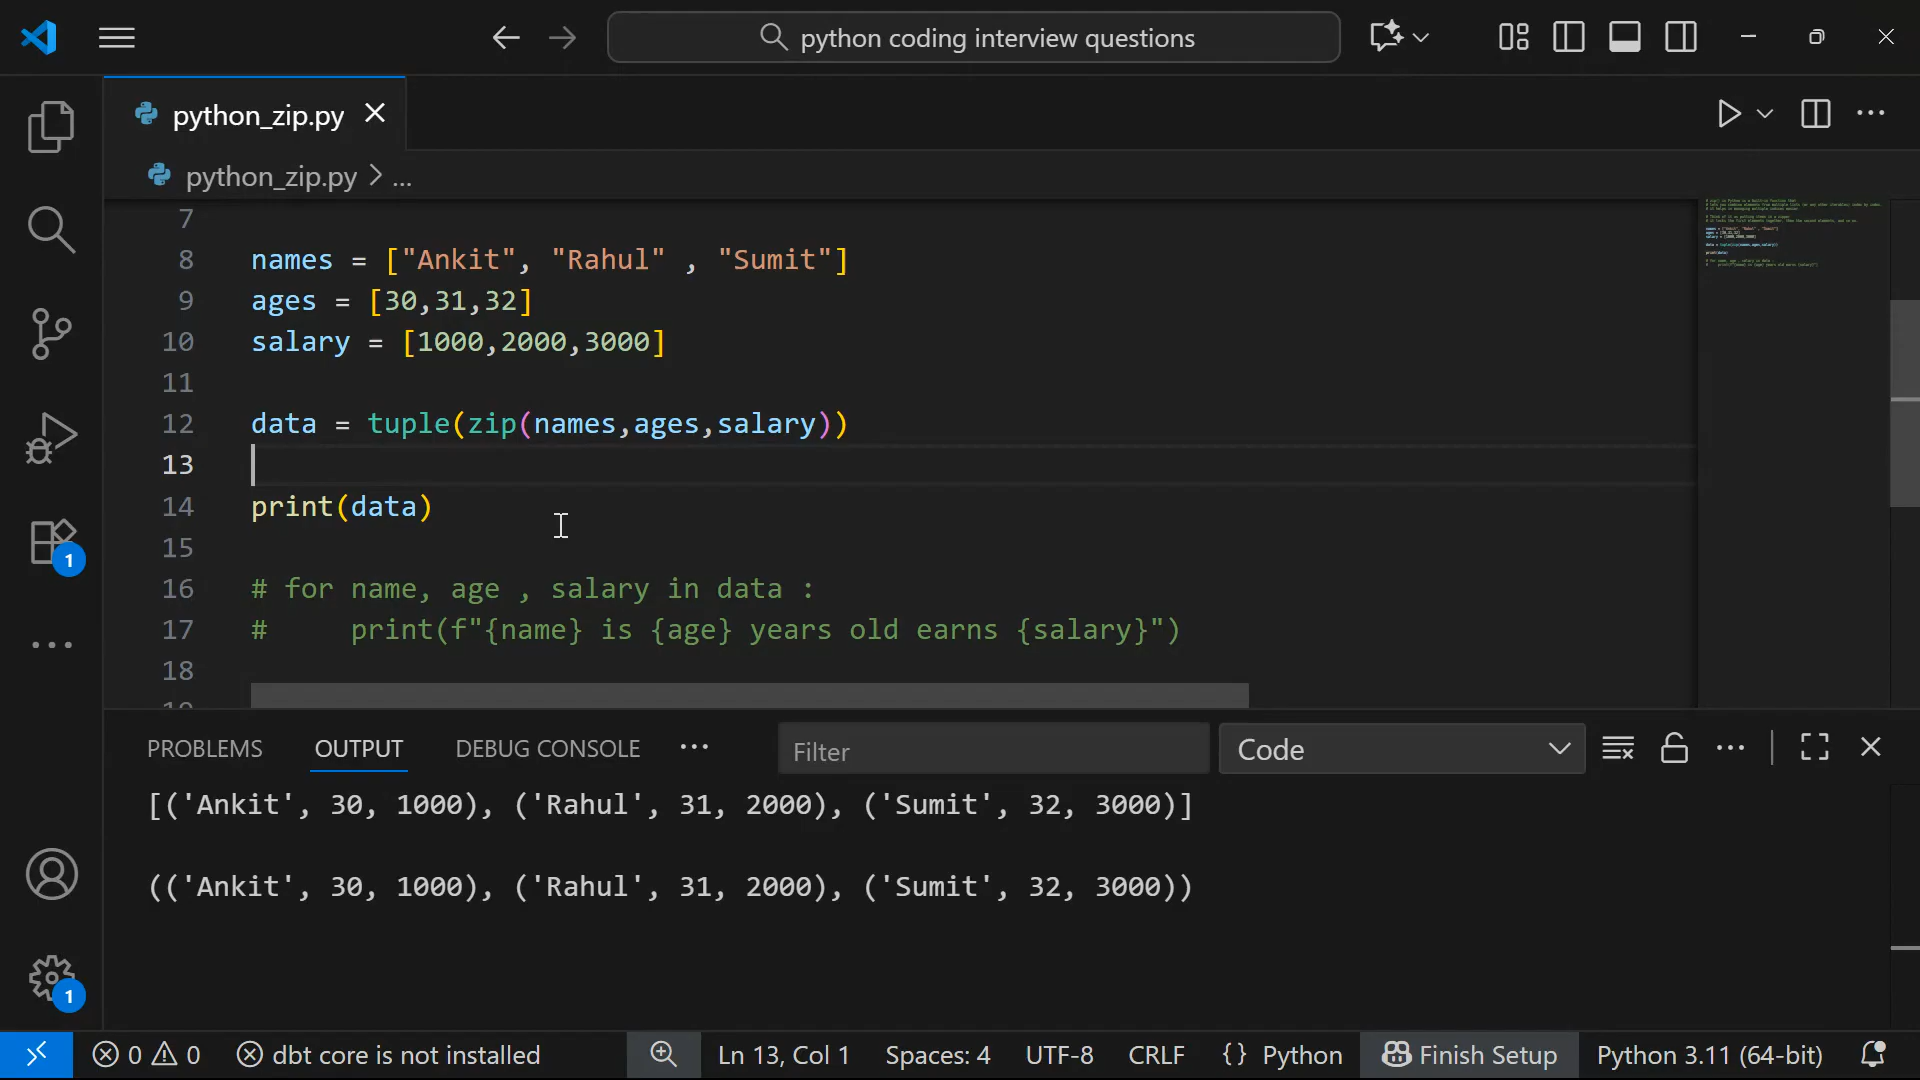 python coding interview questions
python_zip.py
python_zip.py > ...
7
8 names = ["Ankit", "Rahul" , "Sumit"]
9 ages = [30,31,32]
10 salary = [1000,2000,3000]
11
12 data = tuple(zip(names,ages,salary))
13
14 print(data)
15
16 # for name, age , salary in data :
17 #     print(f"{name} is {age} years old earns {salary}")
18
1
PROBLEMS OUTPUT DEBUG CONSOLE ... Filter Code
[('Ankit', 30, 1000), ('Rahul', 31, 2000), ('Sumit', 32, 3000)]
(('Ankit', 30, 1000), ('Rahul', 31, 2000), ('Sumit', 32, 3000))
1
0 0 dbt core is not installed Ln 13, Col 1 Spaces: 4 UTF-8 CRLF {} Python Finish Setup Python 3.11 (64-bit)